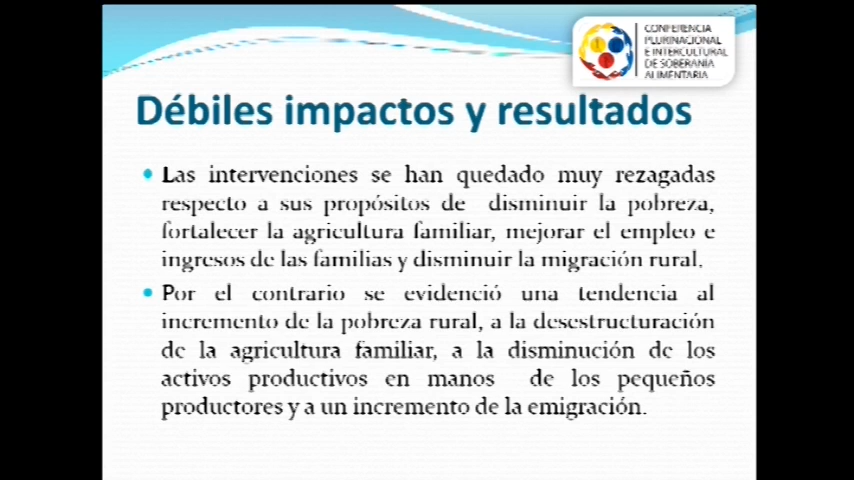 CONFERENCIA
PLURINACIONAL
E INTERCULTURAL
DE SOBERANÍA
ALIMENTARIA
Débiles impactos y resultados
• Las intervenciones se han quedado muy rezagadas
respecto a sus propósitos de disminuir la pobreza,
fortalecer la agricultura familiar, mejorar el empleo e
ingresos de las familias y disminuir la migración rural.
• Por el contrario se evidenció una tendencia al
incremento de la pobreza rural, a la desestructuración
de la agricultura familiar, a la disminución de los
activos productivos en manos de los pequeños
productores y a un incremento de la emigración.